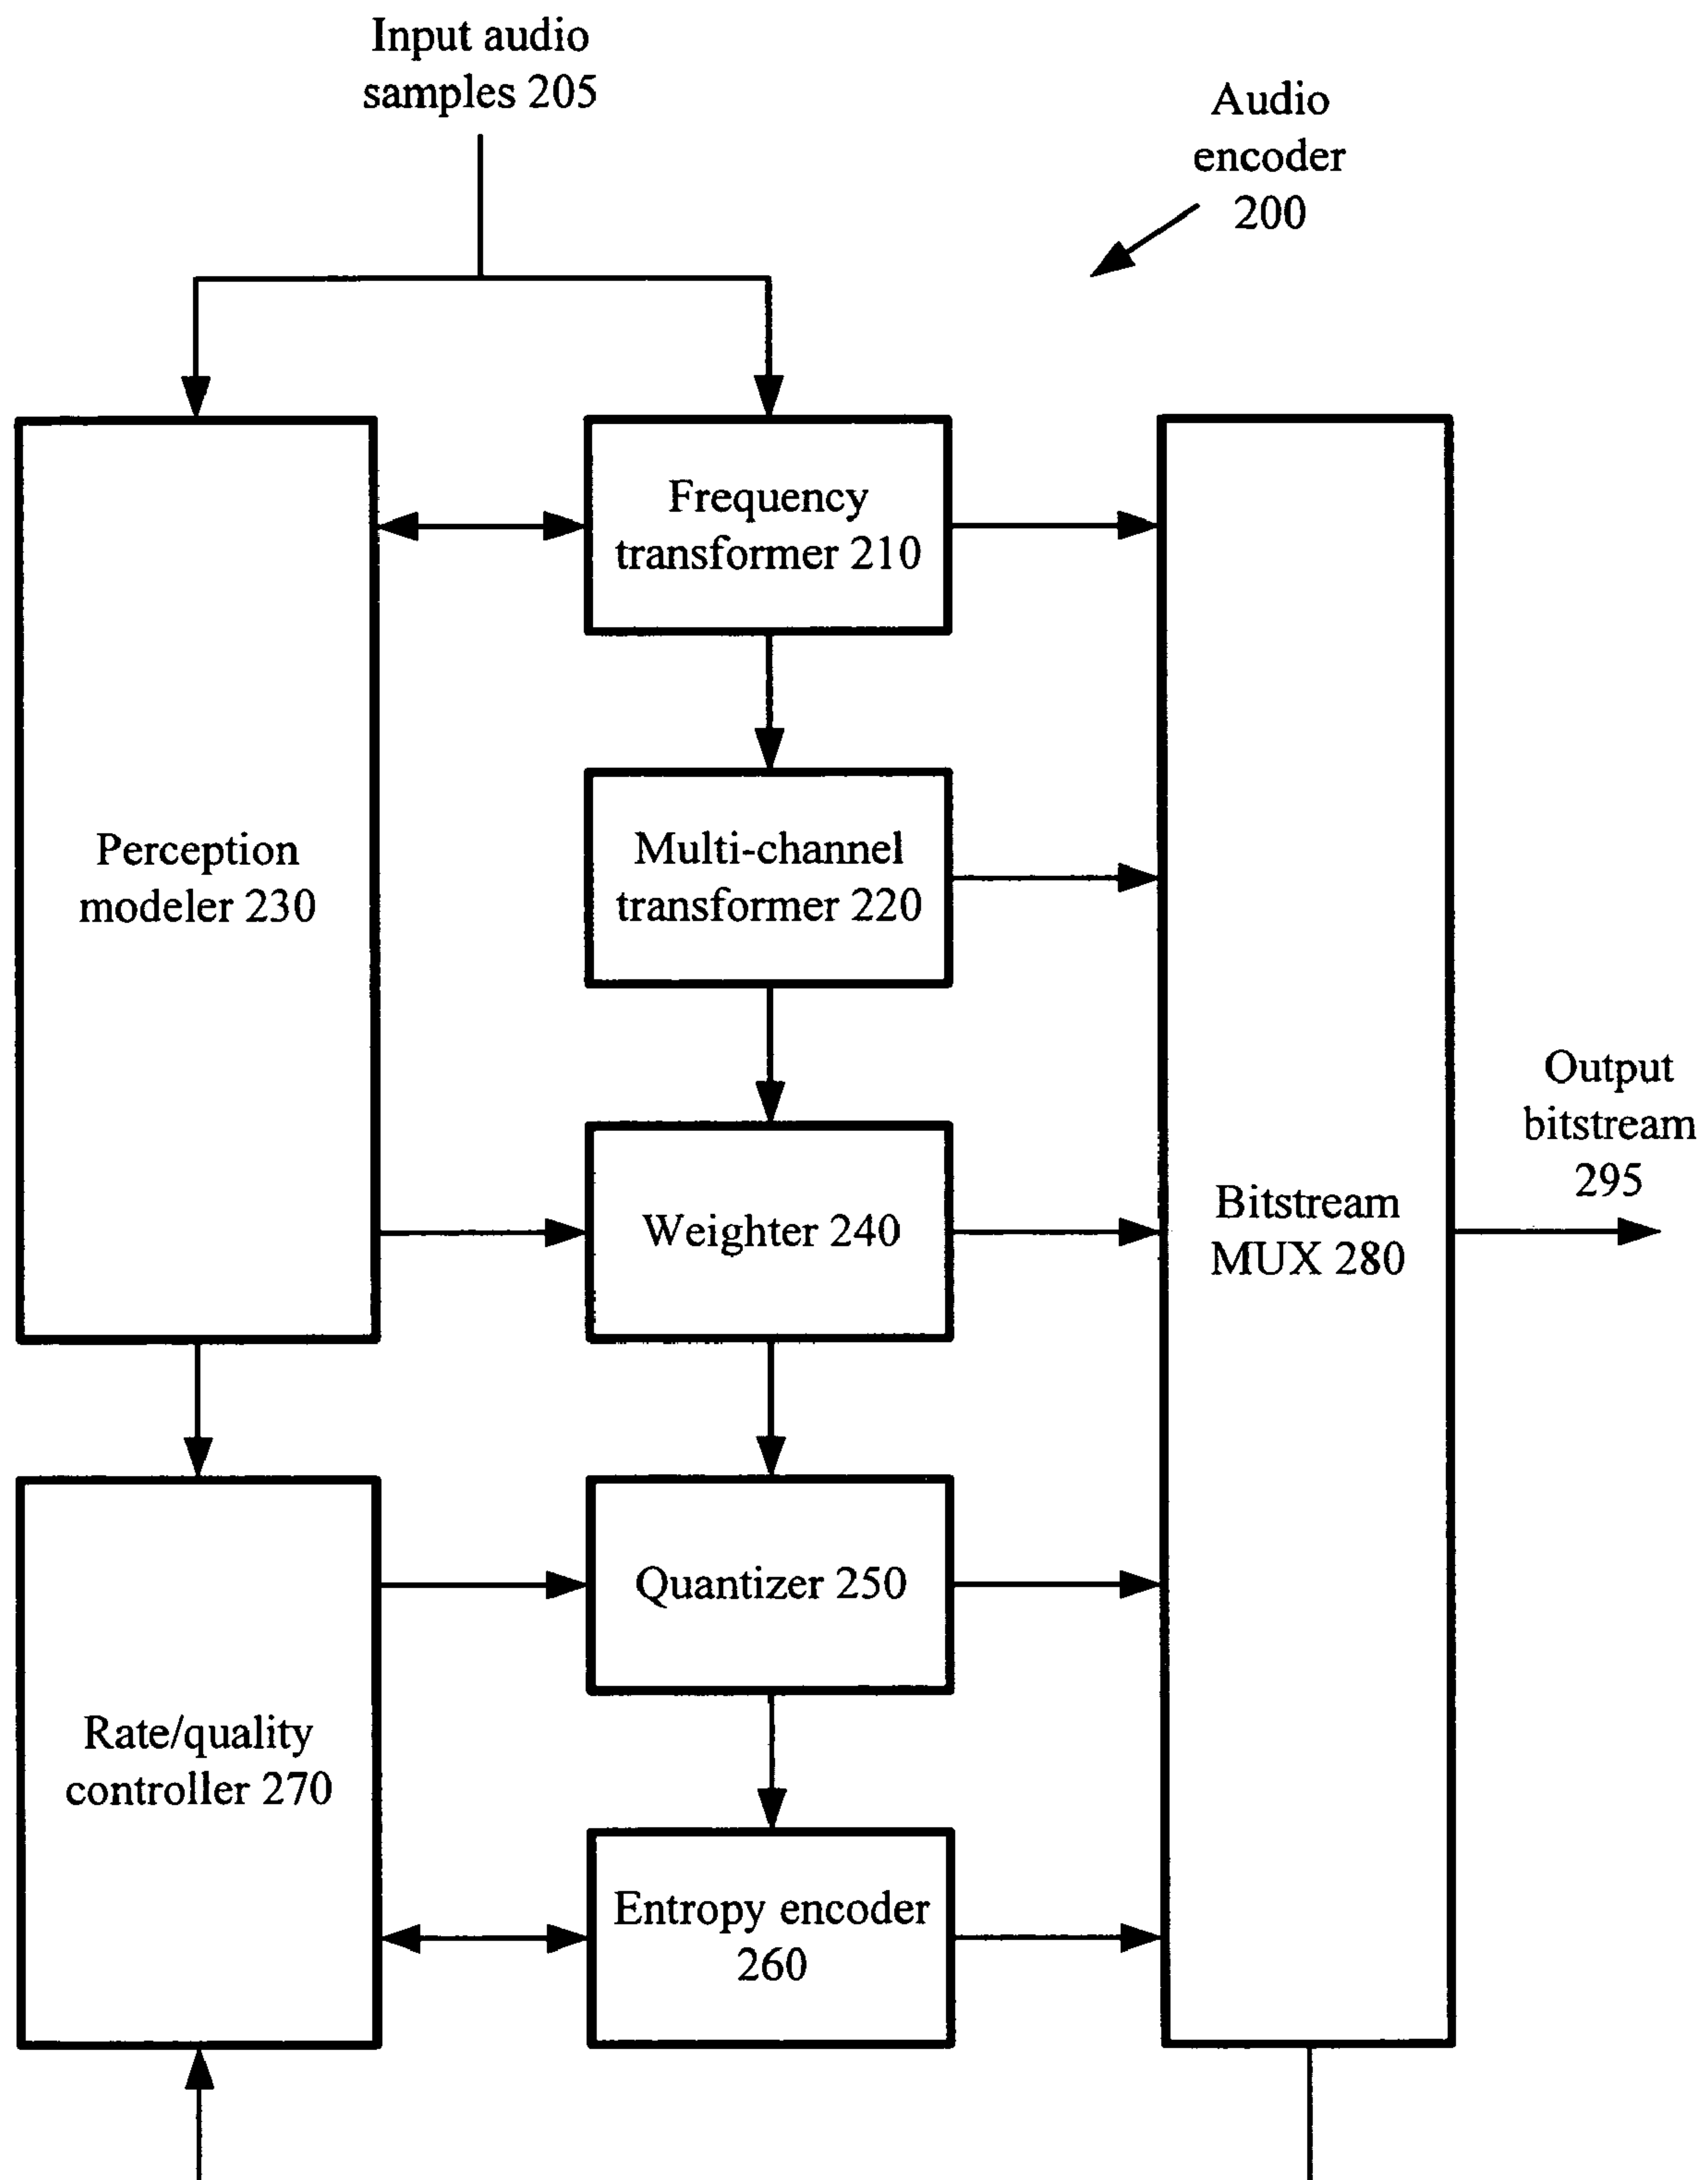 Input audio
samples 205
Audio
encoder
200
Frequency
transformer 210
Perception
modeler 230
Multi-channel
transformer 220
Output
bitstream
295
Weighter 240
Bitstream
MUX 280
Quantizer 250
Rate/quality
controller 270
Entropy encoder
260